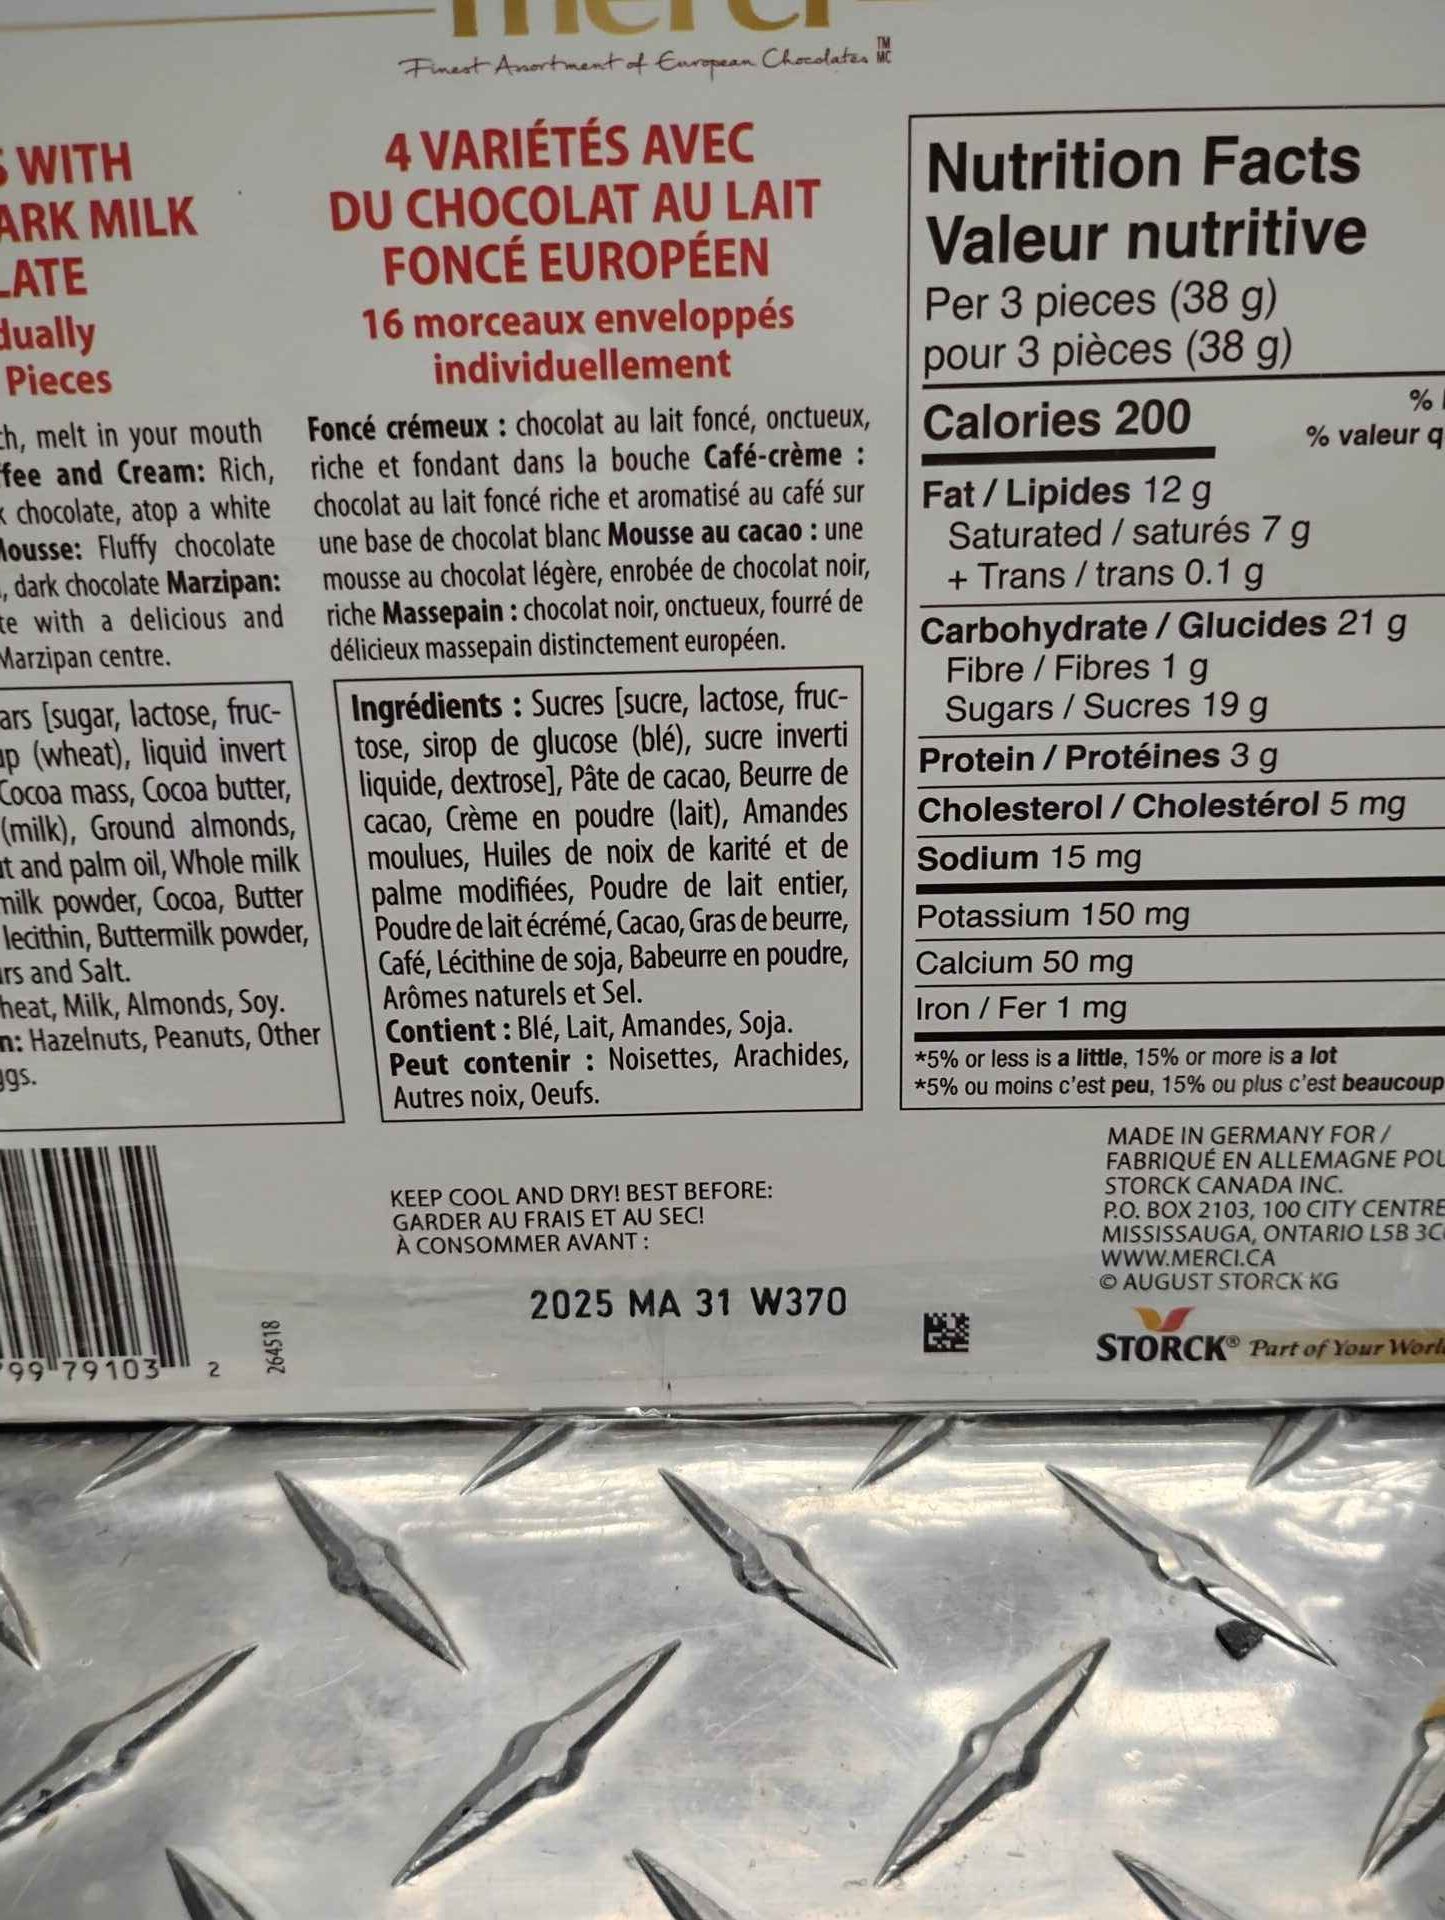 merci
Finest Assortment of European Chocolates TM MC
WITH
ARK MILK
LATE
dually
Pieces
melt in your mouth
fee and Cream: Rich,
chocolate, atop a white
Mousse: Fluffy chocolate
, dark chocolate Marzipan:
te with a delicious and
Marzipan centre.
ars [sugar, lactose, fruc-
up (wheat), liquid invert
Cocoa mass, Cocoa butter,
(milk), Ground almonds,
ut and palm oil, Whole milk
milk powder, Cocoa, Butter
lecithin, Buttermilk powder,
urs and Salt.
heat, Milk, Almonds, Soy.
n: Hazelnuts, Peanuts, Other
ggs.
99 79103 2
264518
4 VARIÉTÉS AVEC
DU CHOCOLAT AU LAIT
FONCÉ EUROPÉEN
16 morceaux enveloppés
individuellement
Foncé crémeux : chocolat au lait foncé, onctueux,
riche et fondant dans la bouche Café-crème :
chocolat au lait foncé riche et aromatisé au café sur
une base de chocolat blanc Mousse au cacao : une
mousse au chocolat légère, enrobée de chocolat noir,
riche Massepain : chocolat noir, onctueux, fourré de
délicieux massepain distinctement européen.
Ingrédients : Sucres [sucre, lactose, fruc-
tose, sirop de glucose (blé), sucre inverti
liquide, dextrose], Pâte de cacao, Beurre de
cacao, Crème en poudre (lait), Amandes
moulues, Huiles de noix de karité et de
palme modifiées, Poudre de lait entier,
Poudre de lait écrémé, Cacao, Gras de beurre,
Café, Lécithine de soja, Babeurre en poudre,
Arômes naturels et Sel.
Contient : Blé, Lait, Amandes, Soja.
Peut contenir : Noisettes, Arachides,
Autres noix, Oeufs.
KEEP COOL AND DRY! BEST BEFORE:
GARDER AU FRAIS ET AU SEC!
À CONSOMMER AVANT :
2025 MA 31 W370
Nutrition Facts
Valeur nutritive
Per 3 pieces (38 g)
pour 3 pièces (38 g)
Calories 200
%
% valeur q
Fat / Lipides 12 g
Saturated / saturés 7 g
+ Trans / trans 0.1 g
Carbohydrate / Glucides 21 g
Fibre / Fibres 1 g
Sugars / Sucres 19 g
Protein / Protéines 3 g
Cholesterol / Cholestérol 5 mg
Sodium 15 mg
Potassium 150 mg
Calcium 50 mg
Iron / Fer 1 mg
*5% or less is a little, 15% or more is a lot
*5% ou moins c'est peu, 15% ou plus c'est beaucoup
MADE IN GERMANY FOR /
FABRIQUÉ EN ALLEMAGNE POU
STORCK CANADA INC.
P.O. BOX 2103, 100 CITY CENTRE
MISSISSAUGA, ONTARIO L5B 3C
WWW.MERCI.CA
© AUGUST STORCK KG
STORCK® Part of Your World